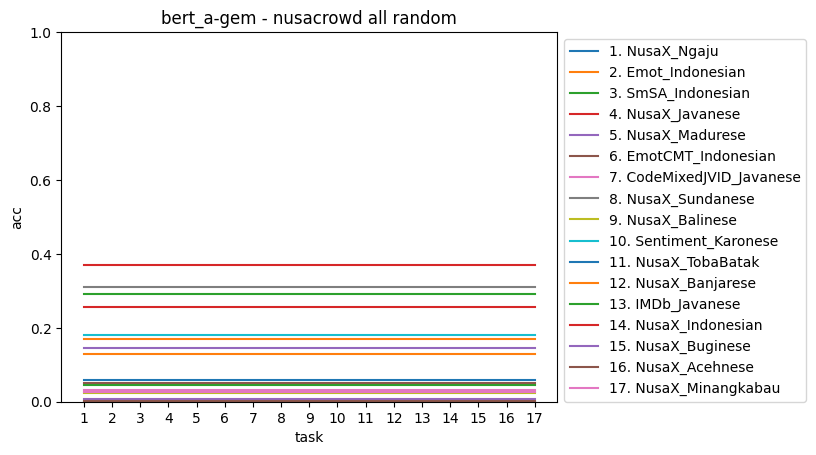 bert_a-gem - nusacrowd all random
1.0
0.8
0.6
0.4
0.2
0.0
acc
1 2 3 4 5 6 7 8 9 10 11 12 13 14 15 16 17
task
1. NusaX_Ngaju
2. Emot_Indonesian
3. SmSA_Indonesian
4. NusaX_Javanese
5. NusaX_Madurese
6. EmotCMT_Indonesian
7. CodeMixedJVID_Javanese
8. NusaX_Sundanese
9. NusaX_Balinese
10. Sentiment_Karonese
11. NusaX_TobaBatak
12. NusaX_Banjarese
13. IMDb_Javanese
14. NusaX_Indonesian
15. NusaX_Buginese
16. NusaX_Acehnese
17. NusaX_Minangkabau